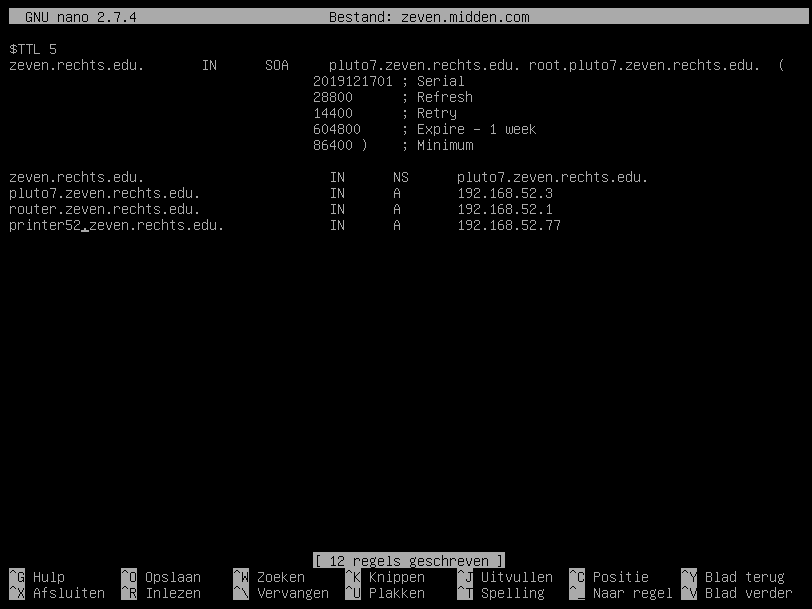 GNU nano 2.7.4 Bestand: zeven.midden.com
$TTL 5
zeven.rechts.edu. IN SOA pluto7.zeven.rechts.edu. root.pluto7.zeven.rechts.edu. (
2019121701 ; Serial
28800 ; Refresh
14400 ; Retry
604800 ; Expire - 1 week
86400 ) ; Minimum
zeven.rechts.edu. IN NS pluto7.zeven.rechts.edu.
pluto7.zeven.rechts.edu. IN A 192.168.52.3
router.zeven.rechts.edu. IN A 192.168.52.1
printer52.zeven.rechts.edu. IN A 192.168.52.77
[ 12 regels geschreven ]
^G Hulp ^O Opslaan ^W Zoeken ^K Knippen ^J Uitvullen ^C Positie ^Y Blad terug
^X Afsluiten ^R Inlezen ^\ Vervangen ^U Plakken ^T Spelling ^_ Naar regel ^V Blad verder